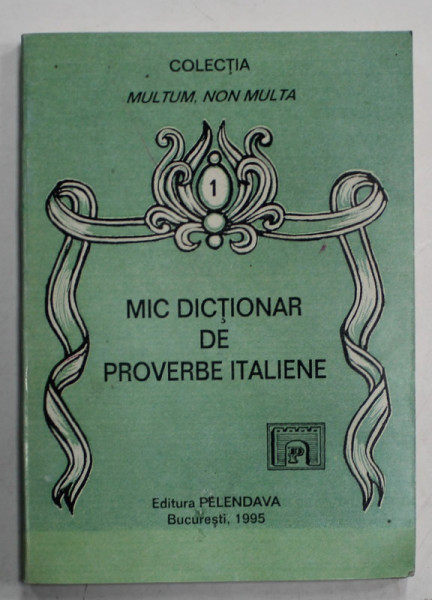 COLECȚIA
MULTUM, NON MULTA
1
MIC DICȚIONAR
DE
PROVERBE ITALIENE
P
Editura PELENDAVA
București, 1995